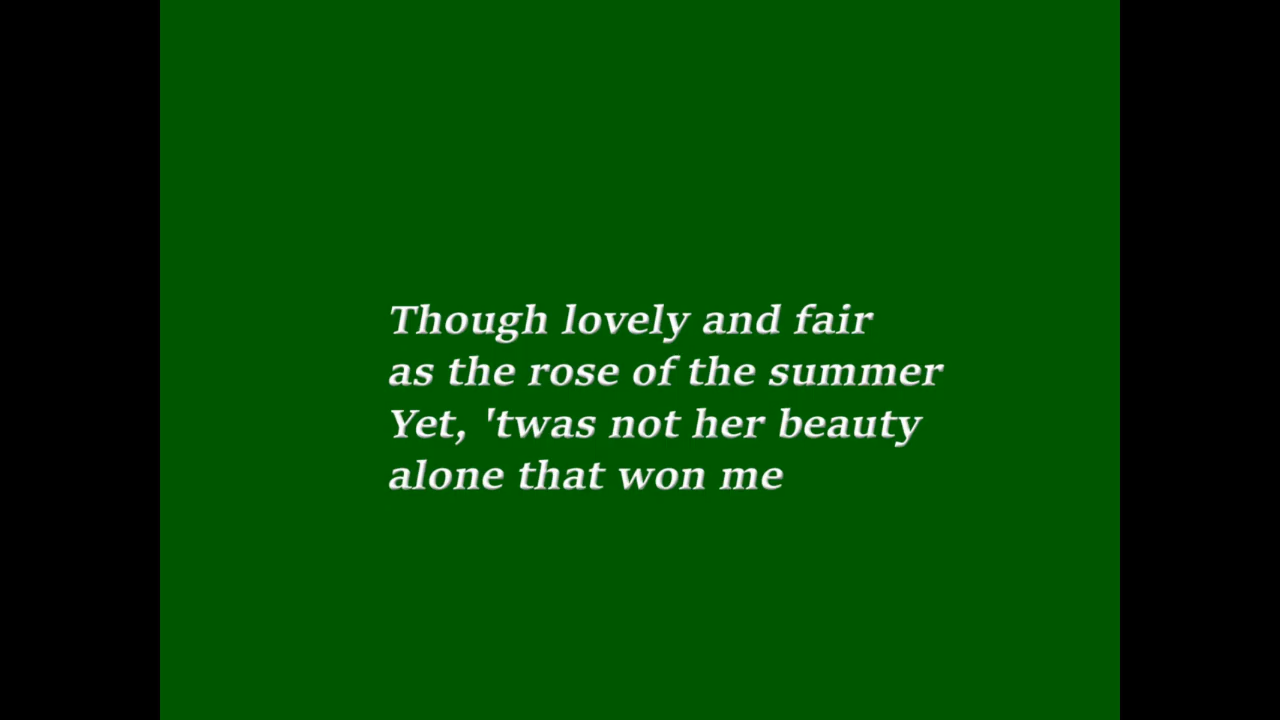 Though lovely and fair
as the rose of the summer
Yet, 'twas not her beauty
alone that won me